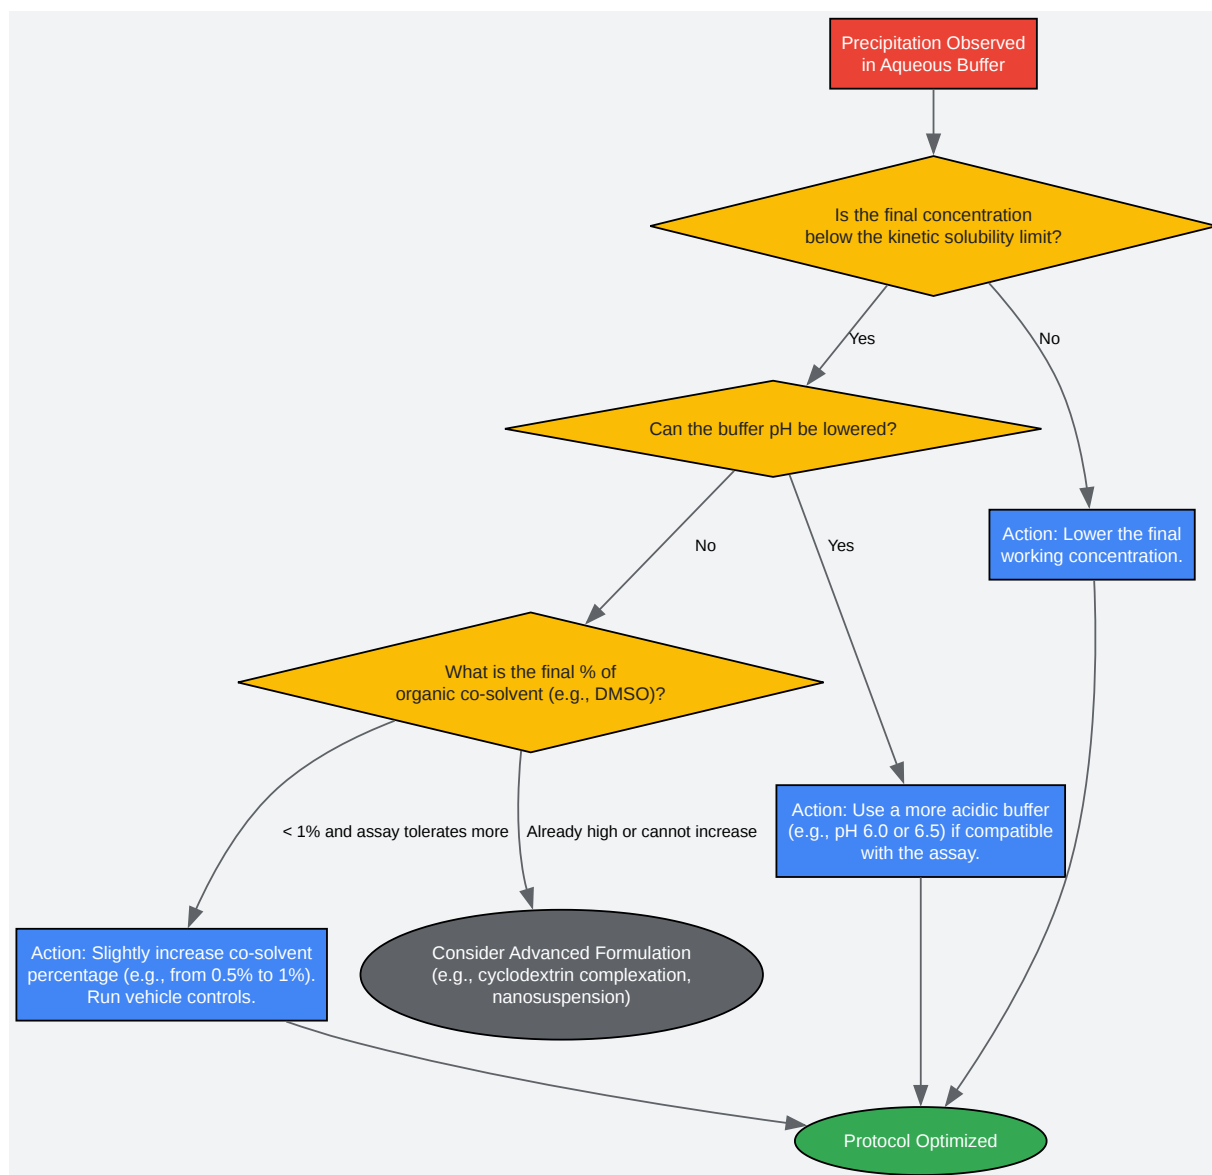 Precipitation Observed
in Aqueous Buffer
Is the final concentration
below the kinetic solubility limit?
Yes
No
Can the buffer pH be lowered?
Action: Lower the final
working concentration.
No
Yes
What is the final % of
organic co-solvent (e.g., DMSO)?
Action: Use a more acidic buffer
(e.g., pH 6.0 or 6.5) if compatible
with the assay.
< 1% and assay tolerates more
Already high or cannot increase
Action: Slightly increase co-solvent
percentage (e.g., from 0.5% to 1%).
Run vehicle controls.
Consider Advanced Formulation
(e.g., cyclodextrin complexation,
nanosuspension)
Protocol Optimized